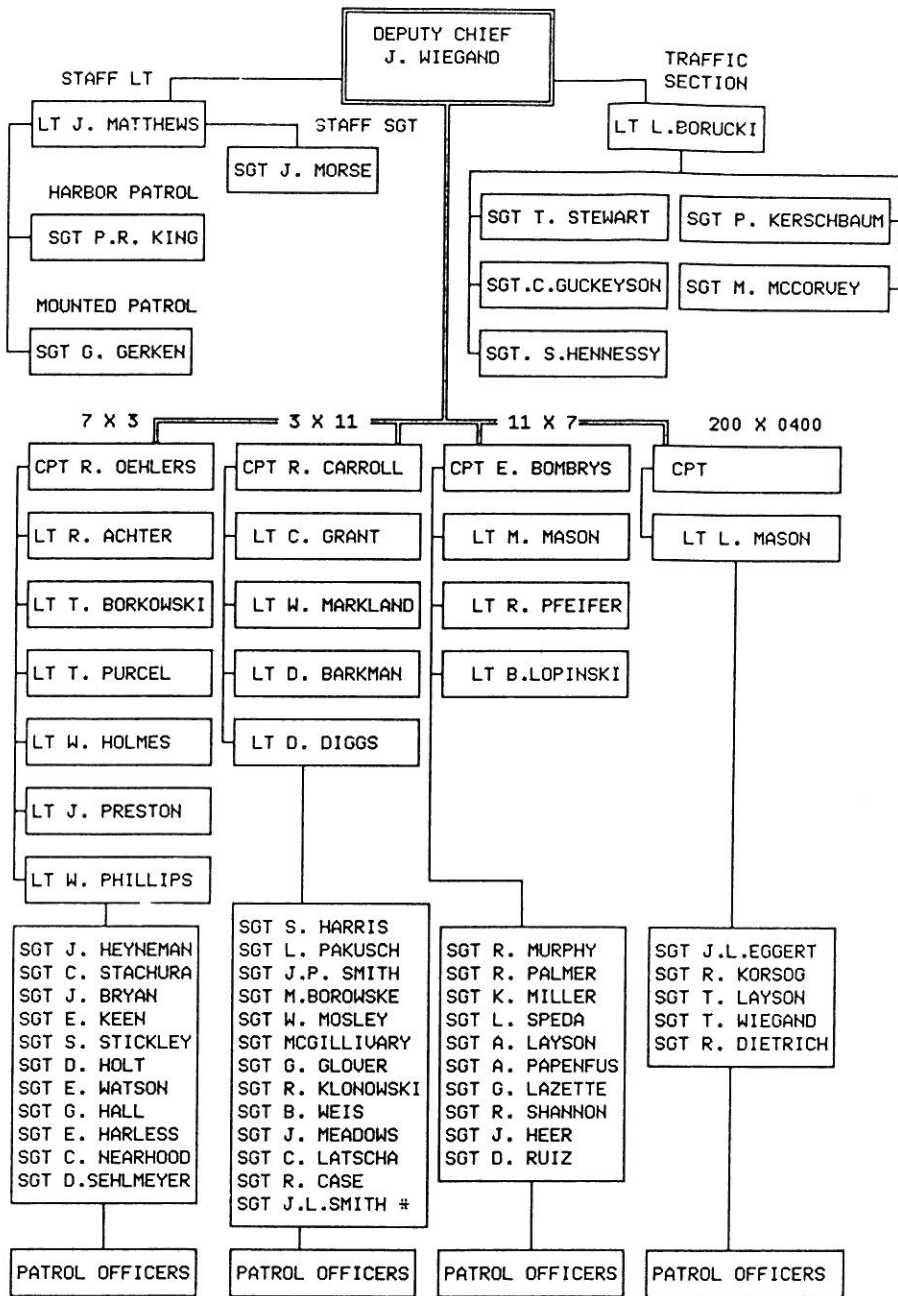 DEPUTY CHIEF
J. WIEGAND
STAFF LT
LT J. MATTHEWS
STAFF SGT
SGT J. MORSE
HARBOR PATROL
SGT P.R. KING
MOUNTED PATROL
SGT G. GERKEN
TRAFFIC
SECTION
LT L.BORUCKI
SGT T. STEWART
SGT P. KERSCHBAUM
SGT.C.GUCKEYSON
SGT M. MCCORVEY
SGT. S.HENNESSY
7 X 3
CPT R. OEHLERS
LT R. ACHTER
LT T. BORKOWSKI
LT T. PURCEL
LT W. HOLMES
LT J. PRESTON
LT W. PHILLIPS
SGT J. HEYNEMAN
SGT C. STACHURA
SGT J. BRYAN
SGT E. KEEN
SGT S. STICKLEY
SGT D. HOLT
SGT E. WATSON
SGT G. HALL
SGT E. HARLESS
SGT C. NEARHOOD
SGT D.SEHLMEYER
PATROL OFFICERS
3 X 11
CPT R. CARROLL
LT C. GRANT
LT W. MARKLAND
LT D. BARKMAN
LT D. DIGGS
SGT S. HARRIS
SGT L. PAKUSCH
SGT J.P. SMITH
SGT M.BOROWSKE
SGT W. MOSLEY
SGT MCGILLIVARY
SGT G. GLOVER
SGT R. KLONOWSKI
SGT B. WEIS
SGT J. MEADOWS
SGT C. LATSCHA
SGT R. CASE
SGT J.L.SMITH #
PATROL OFFICERS
11 X 7
CPT E. BOMBRYS
LT M. MASON
LT R. PFEIFER
LT B.LOPINSKI
SGT R. MURPHY
SGT R. PALMER
SGT K. MILLER
SGT L. SPEDA
SGT A. LAYSON
SGT A. PAPENFUS
SGT G. LAZETTE
SGT R. SHANNON
SGT J. HEER
SGT D. RUIZ
PATROL OFFICERS
200 X 0400
CPT
LT L. MASON
SGT J.L.EGGERT
SGT R. KORSOG
SGT T. LAYSON
SGT T. WIEGAND
SGT R. DIETRICH
PATROL OFFICERS